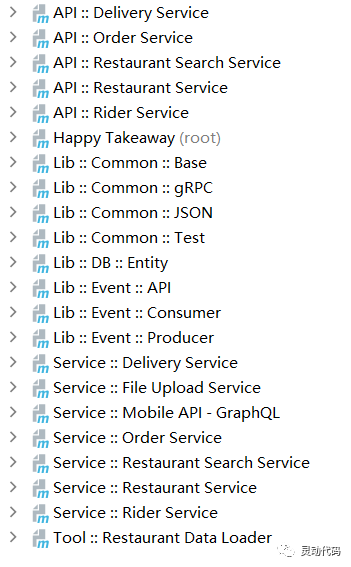 API :: Delivery Service
API :: Order Service
API :: Restaurant Search Service
API :: Restaurant Service
API :: Rider Service
Happy Takeaway (root)
Lib :: Common :: Base
Lib :: Common :: gRPC
Lib :: Common :: JSON
Lib :: Common :: Test
Lib :: DB :: Entity
Lib :: Event :: API
Lib :: Event :: Consumer
Lib :: Event :: Producer
Service :: Delivery Service
Service :: File Upload Service
Service :: Mobile API - GraphQL
Service :: Order Service
Service :: Restaurant Search Service
Service :: Restaurant Service
Service :: Rider Service
Tool :: Restaurant Data Loader
灵动代码